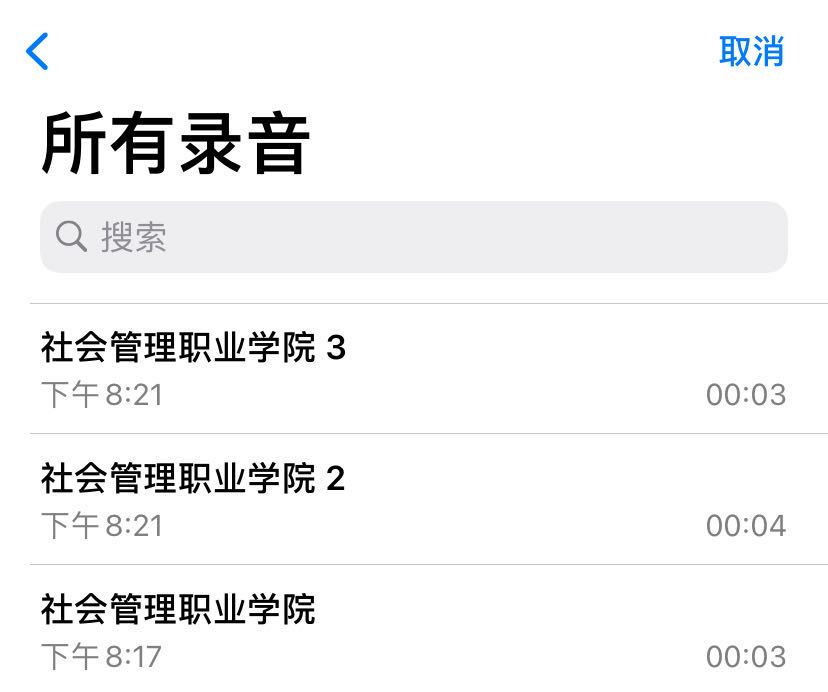 取消
所有录音
搜索
社会管理职业学院 3
下午8:21 00:03
社会管理职业学院 2
下午8:21 00:04
社会管理职业学院
下午8:17 00:03